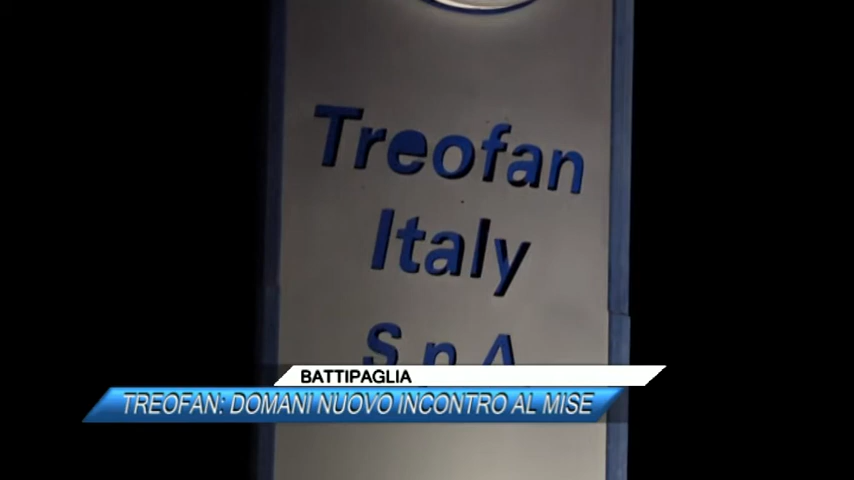 Treofan
Italy
S.p.A.
BATTIPAGLIA
TREOFAN: DOMANI NUOVO INCONTRO AL MISE